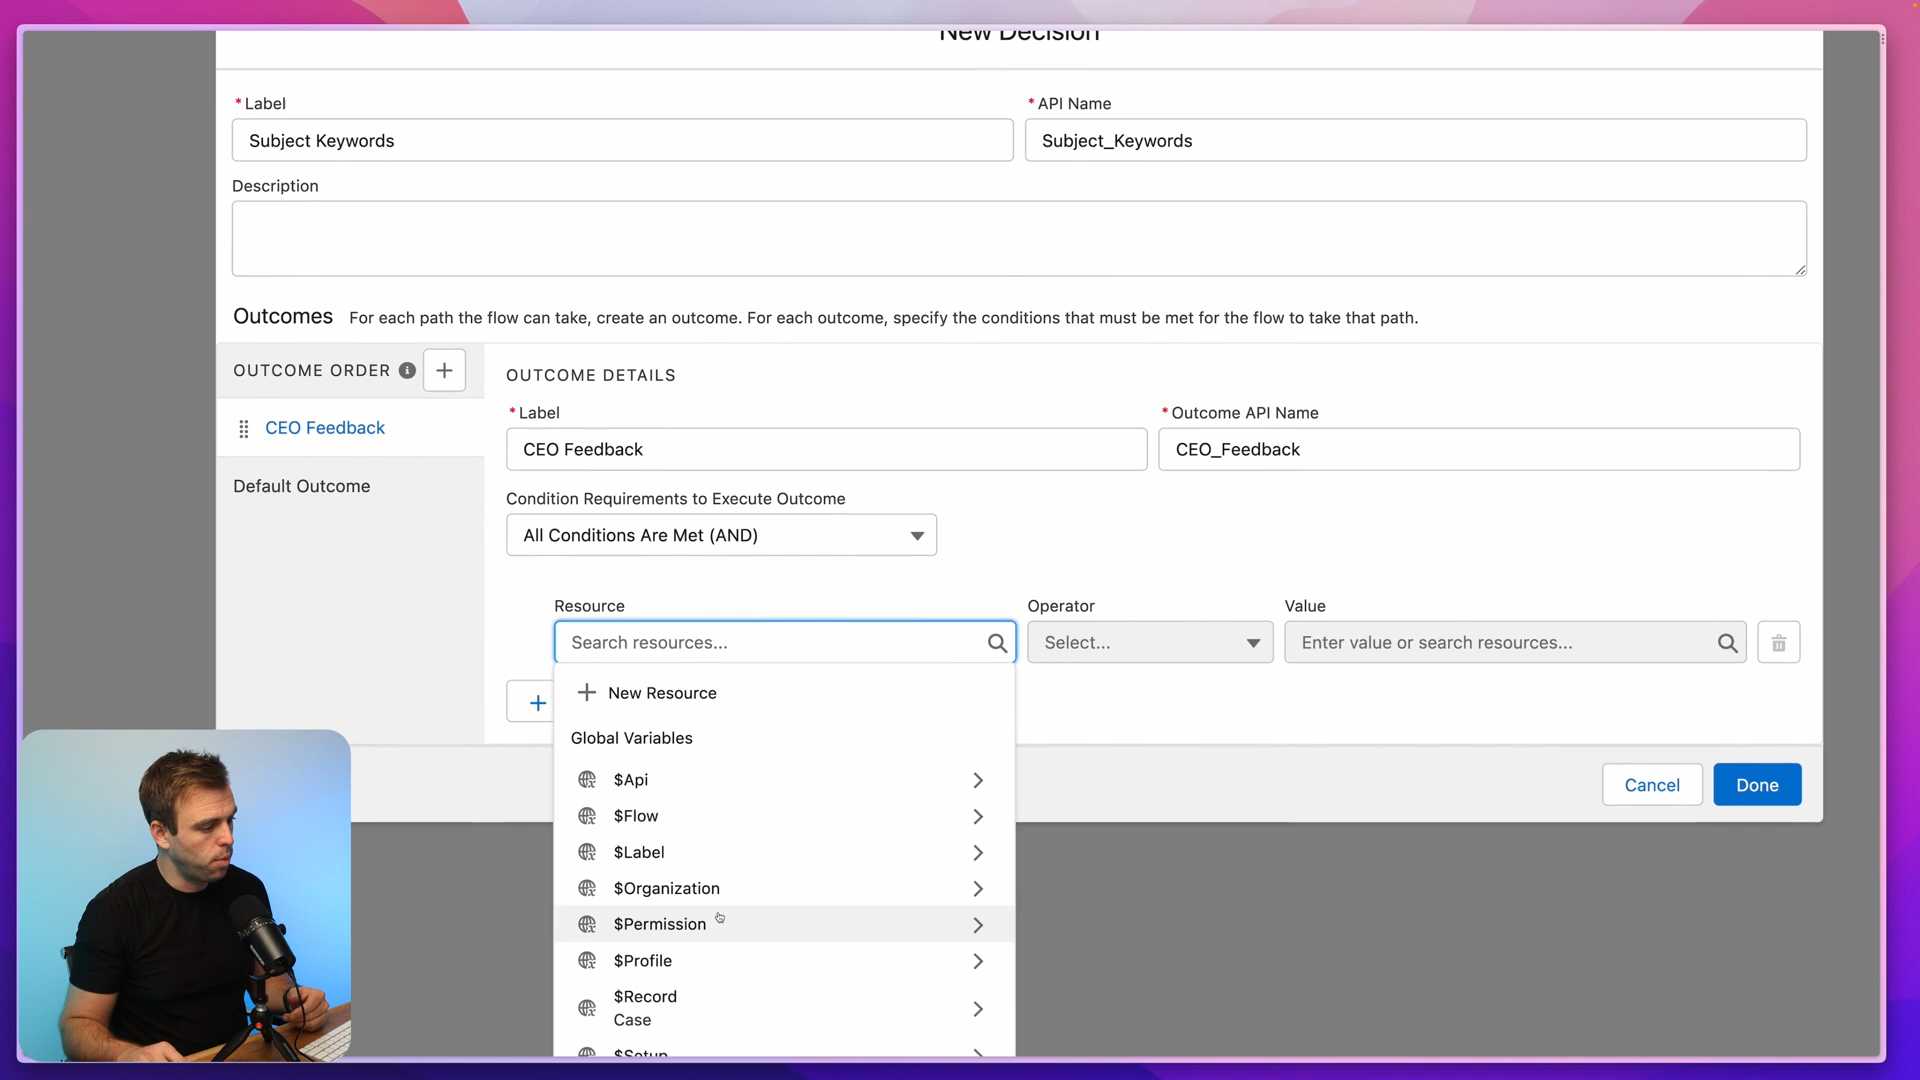 New Decision
* Label
* API Name
Subject Keywords
Subject_Keywords
Description
Outcomes For each path the flow can take, create an outcome. For each outcome, specify the conditions that must be met for the flow to take that path.
OUTCOME ORDER
CEO Feedback
Default Outcome
OUTCOME DETAILS
* Label
* Outcome API Name
CEO Feedback
CEO_Feedback
Condition Requirements to Execute Outcome
All Conditions Are Met (AND)
Resource
Operator
Value
Search resources...
Select...
Enter value or search resources...
New Resource
Global Variables
$Api
$Flow
$Label
$Organization
$Permission
$Profile
$Record
Case
$Setup
Cancel
Done